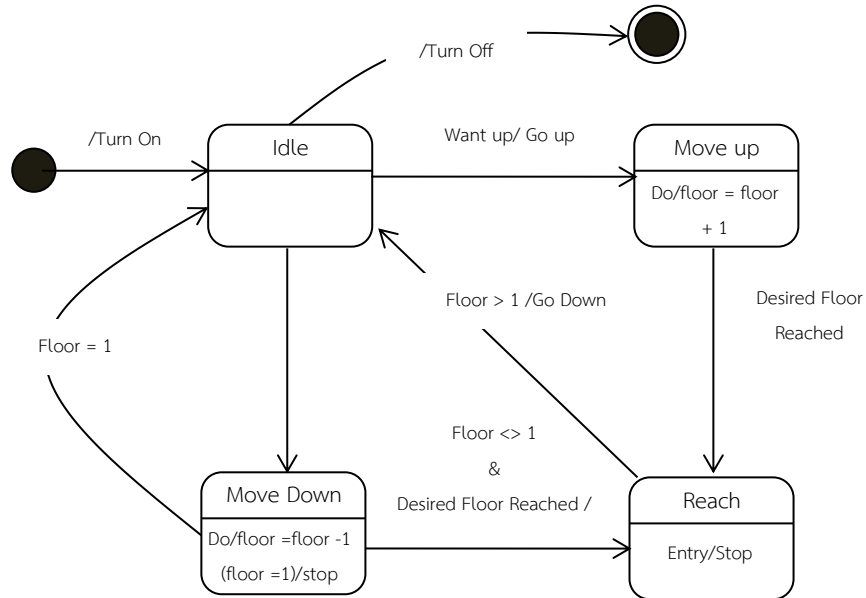 /Turn Off
/Turn On
Idle
Want up/ Go up
Move up
Do/floor = floor
+ 1
Floor > 1 /Go Down
Desired Floor
Reached
Floor = 1
Floor <> 1
&
Desired Floor Reached /
Move Down
Do/floor =floor -1
(floor =1)/stop
Reach
Entry/Stop